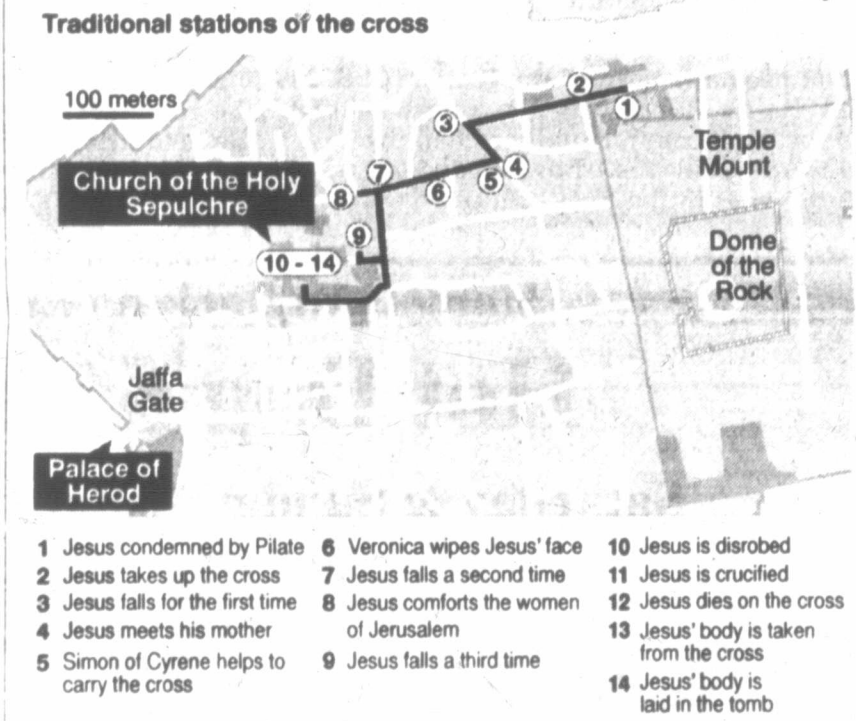 Traditional stations of the cross
100 meters
2
1
3
Temple
Mount
4
5
6
7
8
Church of the Holy
Sepulchre
9
10 - 14
Dome
of the
Rock
Jaffa
Gate
Palace of
Herod
1 Jesus condemned by Pilate
2 Jesus takes up the cross
3 Jesus falls for the first time
4 Jesus meets his mother
5 Simon of Cyrene helps to
carry the cross
6 Veronica wipes Jesus' face
7 Jesus falls a second time
8 Jesus comforts the women
of Jerusalem
9 Jesus falls a third time
10 Jesus is disrobed
11 Jesus is crucified
12 Jesus dies on the cross
13 Jesus' body is taken
from the cross
14 Jesus' body is
laid in the tomb